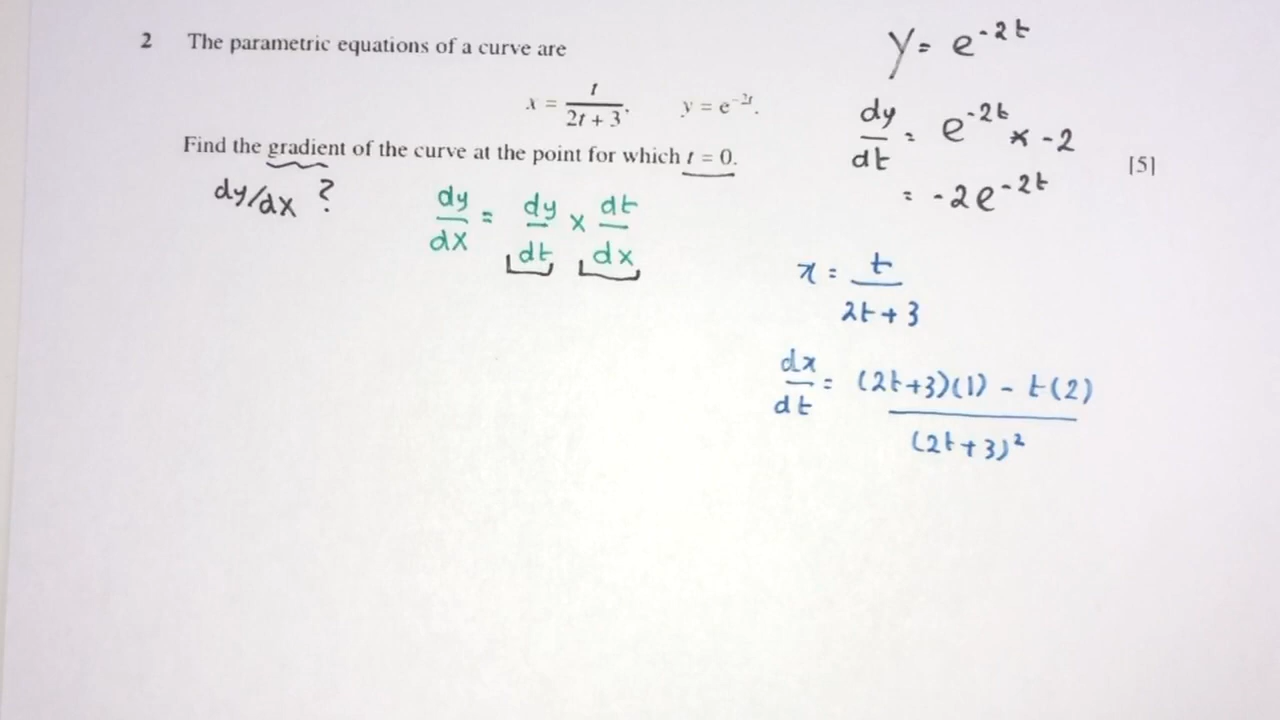 2 The parametric equations of a curve are
x = t / (2t + 3), y = e^{-2t}.
Find the gradient of the curve at the point for which t = 0.
[5]
dy/dx ?
dy/dx = dy/dt × dt/dx
y = e^{-2t}
dy/dt = e^{-2t} × -2
= -2e^{-2t}
x = t / (2t + 3)
dx/dt = ((2t+3)(1) - t(2)) / (2t+3)²